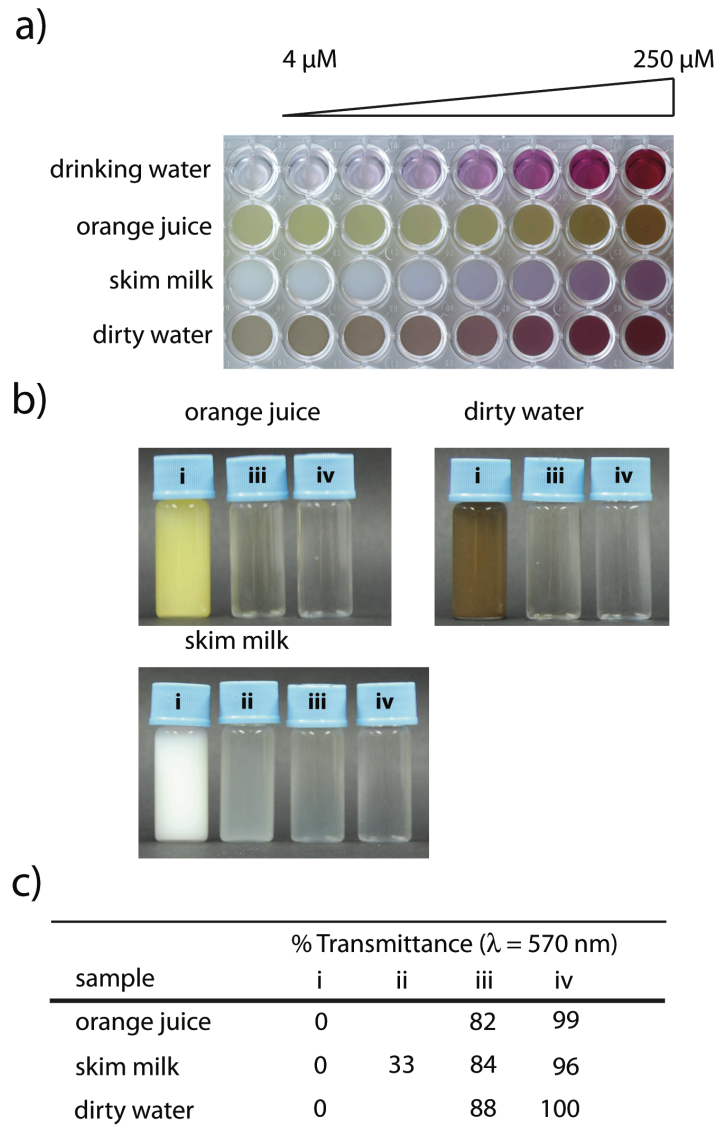 a)
4 μM 250 μM
drinking water
orange juice
skim milk
dirty water
b)
orange juice dirty water
i iii iv i iii iv
skim milk
i ii iii iv
c)
% Transmittance (λ = 570 nm)
sample i ii iii iv
orange juice 0 82 99
skim milk 0 33 84 96
dirty water 0 88 100